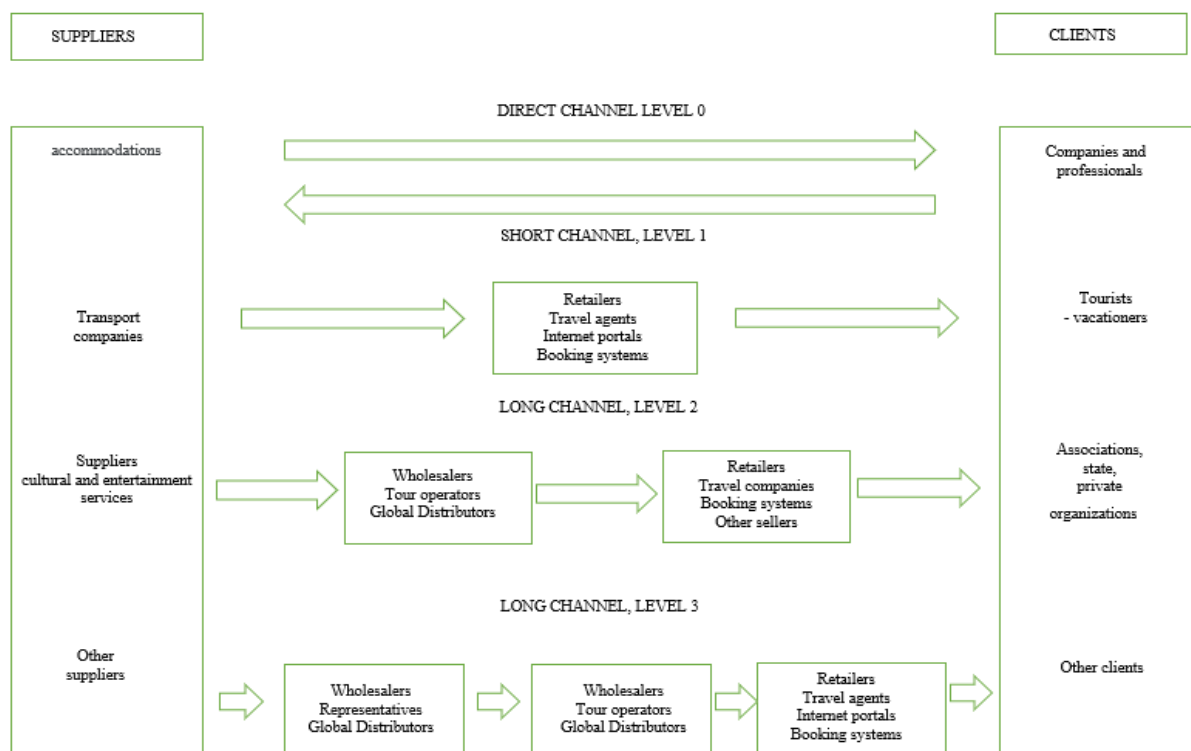 SUPPLIERS
CLIENTS
DIRECT CHANNEL LEVEL 0
accommodations
Companies and
professionals
SHORT CHANNEL, LEVEL 1
Transport
companies
Retailers
Travel agents
Internet portals
Booking systems
Tourists
- vacationers
LONG CHANNEL, LEVEL 2
Suppliers
cultural and entertainment
services
Wholesalers
Tour operators
Global Distributors
Retailers
Travel companies
Booking systems
Other sellers
Associations,
state,
private
organizations
LONG CHANNEL, LEVEL 3
Other
suppliers
Wholesalers
Representatives
Global Distributors
Wholesalers
Tour operators
Global Distributors
Retailers
Travel agents
Internet portals
Booking systems
Other clients